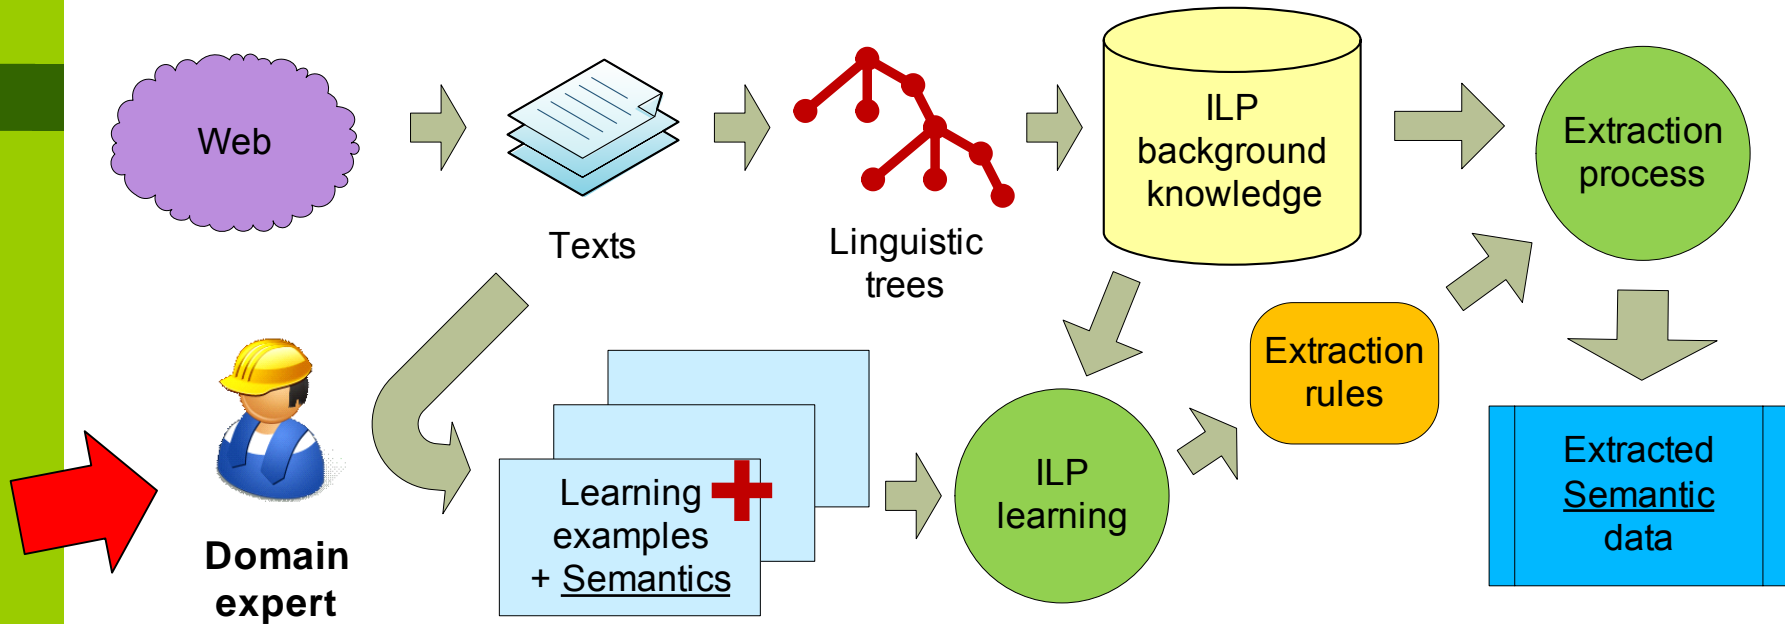 Web
Texts
Linguistic
trees
ILP
background
knowledge
Extraction
process
Domain
expert
Learning
examples
+ Semantics
ILP
learning
Extraction
rules
Extracted
Semantic
data